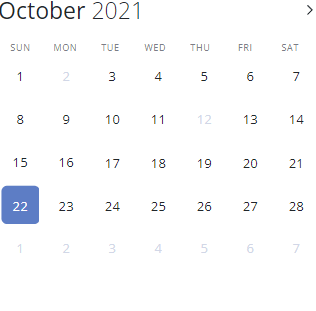 October 2021
SUN MON TUE WED THU FRI SAT
1 2 3 4 5 6 7
8 9 10 11 12 13 14
15 16 17 18 19 20 21
22 23 24 25 26 27 28
1 2 3 4 5 6 7